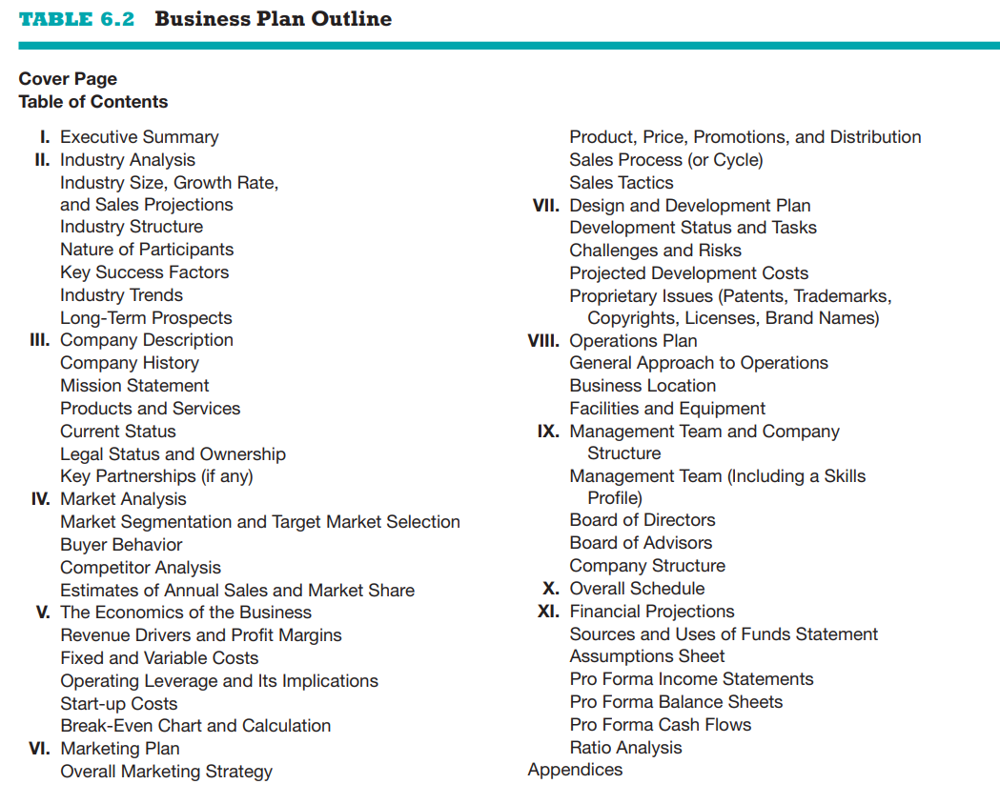 TABLE 6.2 Business Plan Outline
Cover Page
Table of Contents
I. Executive Summary
II. Industry Analysis
Industry Size, Growth Rate,
and Sales Projections
Industry Structure
Nature of Participants
Key Success Factors
Industry Trends
Long-Term Prospects
III. Company Description
Company History
Mission Statement
Products and Services
Current Status
Legal Status and Ownership
Key Partnerships (if any)
IV. Market Analysis
Market Segmentation and Target Market Selection
Buyer Behavior
Competitor Analysis
Estimates of Annual Sales and Market Share
V. The Economics of the Business
Revenue Drivers and Profit Margins
Fixed and Variable Costs
Operating Leverage and Its Implications
Start-up Costs
Break-Even Chart and Calculation
VI. Marketing Plan
Overall Marketing Strategy
Product, Price, Promotions, and Distribution
Sales Process (or Cycle)
Sales Tactics
VII. Design and Development Plan
Development Status and Tasks
Challenges and Risks
Projected Development Costs
Proprietary Issues (Patents, Trademarks,
Copyrights, Licenses, Brand Names)
VIII. Operations Plan
General Approach to Operations
Business Location
Facilities and Equipment
IX. Management Team and Company
Structure
Management Team (Including a Skills
Profile)
Board of Directors
Board of Advisors
Company Structure
X. Overall Schedule
XI. Financial Projections
Sources and Uses of Funds Statement
Assumptions Sheet
Pro Forma Income Statements
Pro Forma Balance Sheets
Pro Forma Cash Flows
Ratio Analysis
Appendices